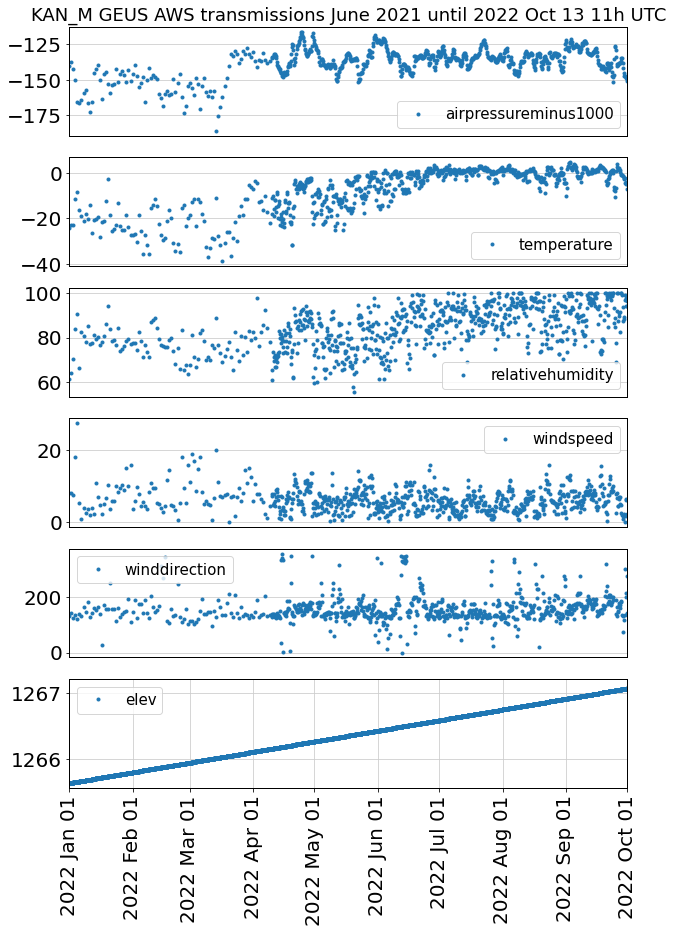 KAN_M GEUS AWS transmissions June 2021 until 2022 Oct 13 11h UTC
−125
−150
−175
airpressureminus1000
0
−20
−40
temperature
100
80
60
relativehumidity
20
0
windspeed
200
0
winddirection
1267
1266
elev
2022 Jan 01
2022 Feb 01
2022 Mar 01
2022 Apr 01
2022 May 01
2022 Jun 01
2022 Jul 01
2022 Aug 01
2022 Sep 01
2022 Oct 01